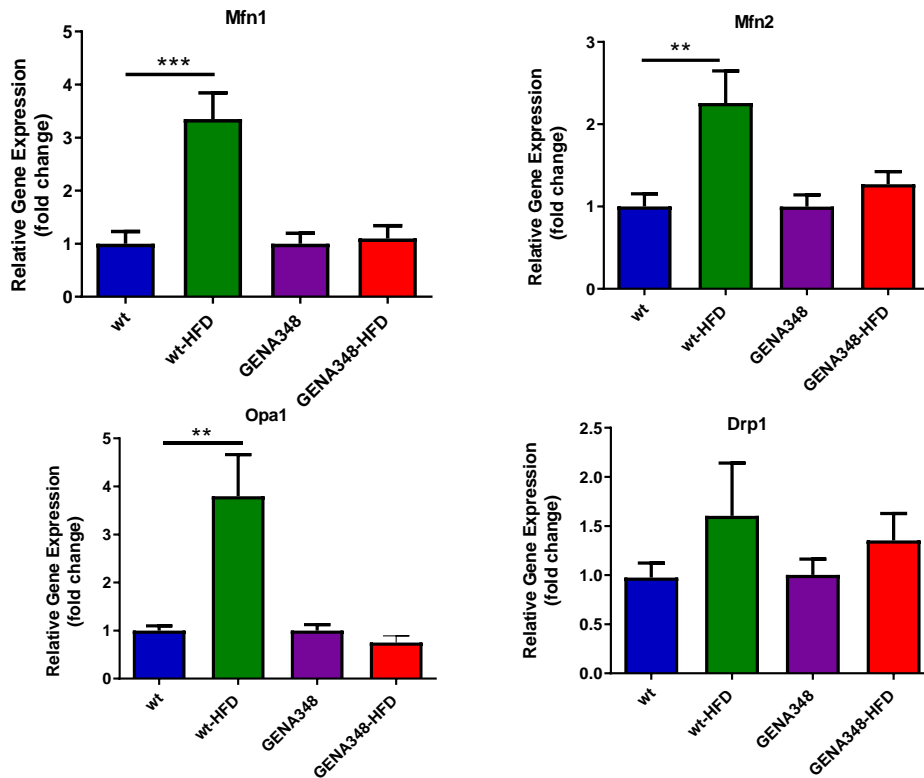 Mfn1
Relative Gene Expression
(fold change)
5
4
3
2
1
0
***
wt
wt-HFD
GENA348
GENA348-HFD
Mfn2
Relative Gene Expression
(fold change)
3
2
1
0
**
wt
wt-HFD
GENA348
GENA348-HFD
Opa1
Relative Gene Expression
(fold change)
5
4
3
2
1
0
**
wt
wt-HFD
GENA348
GENA348-HFD
Drp1
Relative Gene Expression
(fold change)
2.5
2.0
1.5
1.0
0.5
0.0
wt
wt-HFD
GENA348
GENA348-HFD